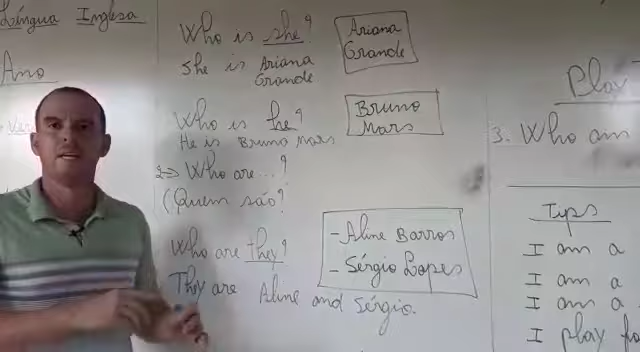 Língua Inglesa
Ano
Who is she?
She is Ariana
Grande
Ariana
Grande
Who is he?
He is Bruno Mars
Bruno
Mars
2→ Who are...?
(Quem são?
Who are they?
They are Aline and Sérgio.
- Aline Barros
- Sérgio Lopes
Play
3. Who am
Tips
I am a
I am a
I am a
I play